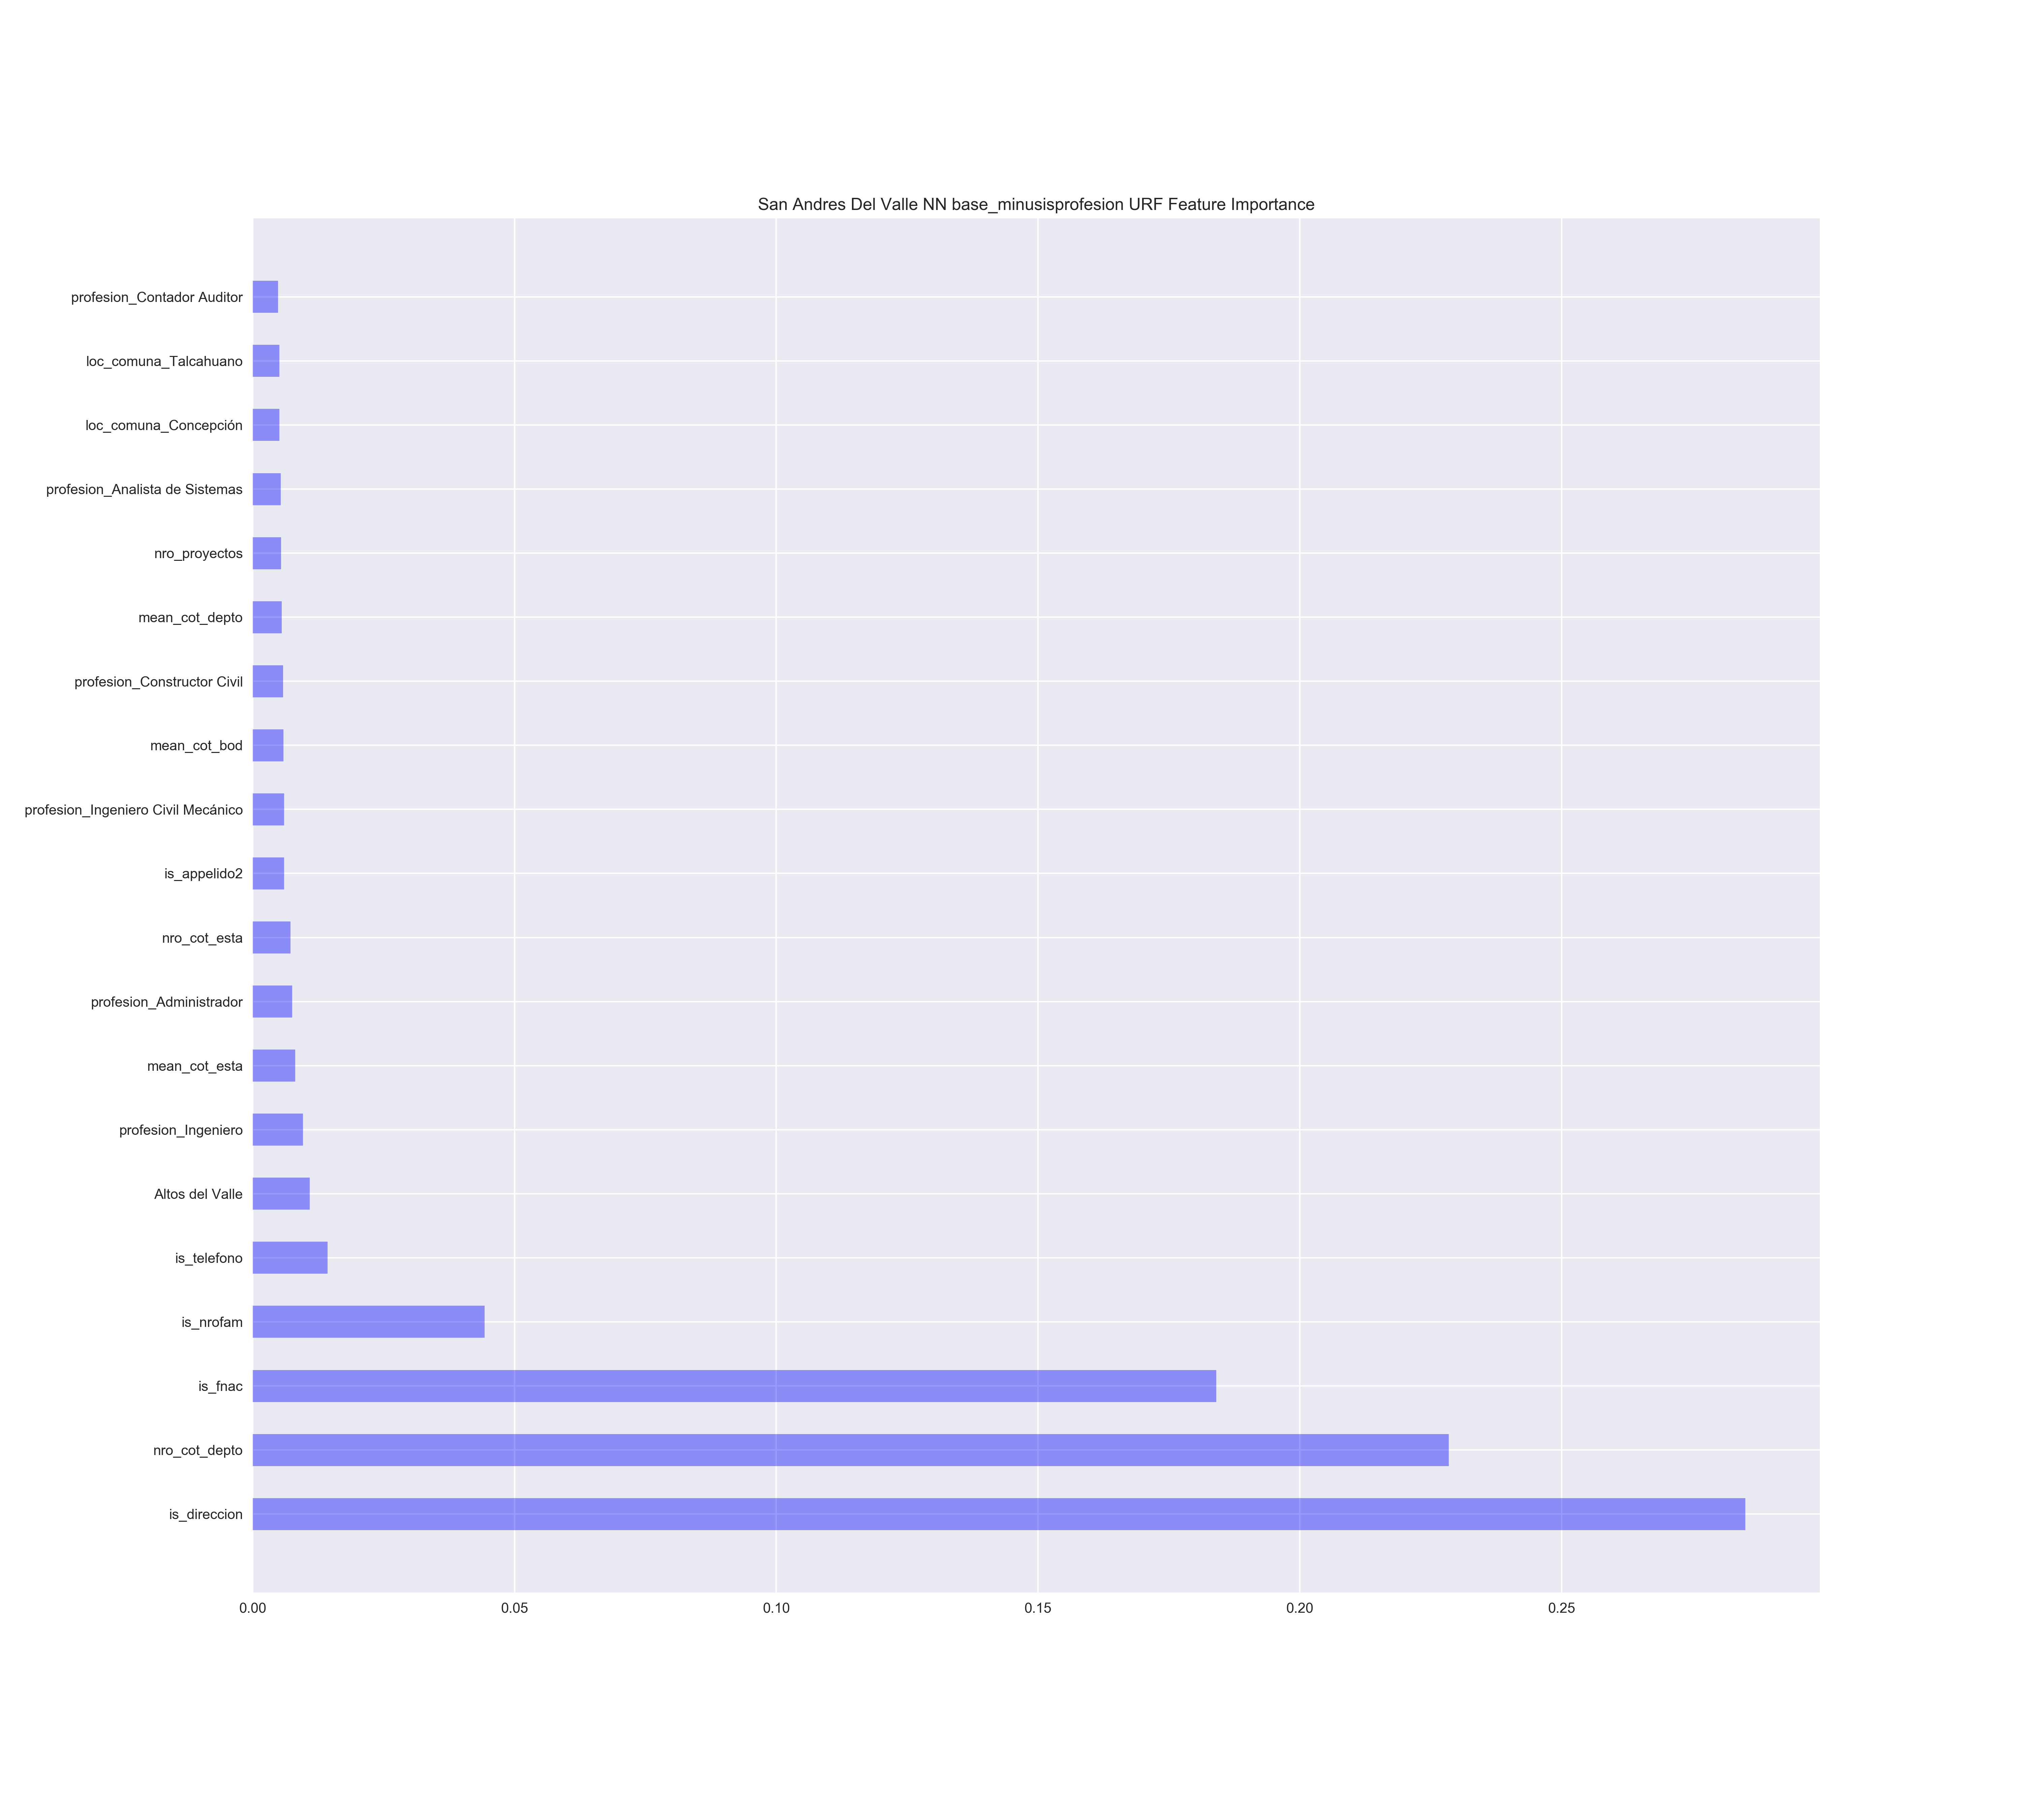 San Andres Del Valle NN base_minusisprofesion URF Feature Importance
profesion_Contador Auditor
loc_comuna_Talcahuano
loc_comuna_Concepción
profesion_Analista de Sistemas
nro_proyectos
mean_cot_depto
profesion_Constructor Civil
mean_cot_bod
profesion_Ingeniero Civil Mecánico
is_appelido2
nro_cot_esta
profesion_Administrador
mean_cot_esta
profesion_Ingeniero
Altos del Valle
is_telefono
is_nrofam
is_fnac
nro_cot_depto
is_direccion
0.00 0.05 0.10 0.15 0.20 0.25